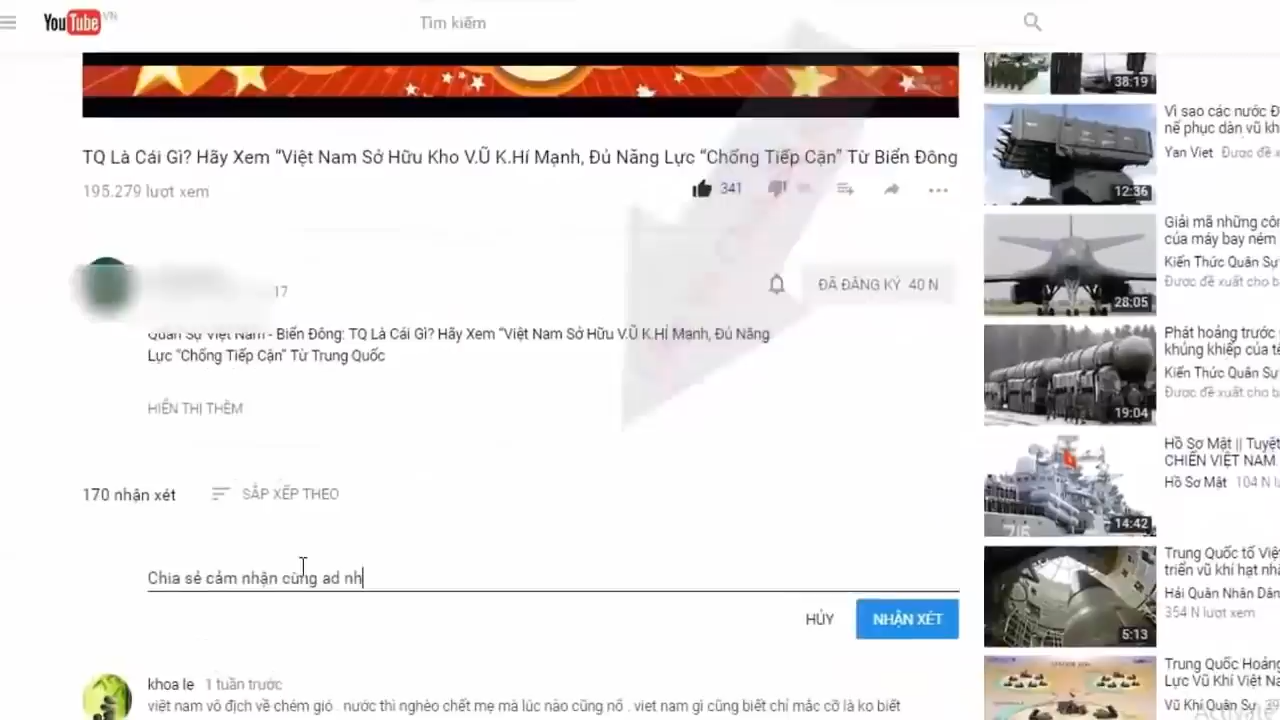 YouTube VN
Tìm kiếm
TQ Là Cái Gì? Hãy Xem “Việt Nam Sở Hữu Kho V.Ũ K.Hí Mạnh, Đủ Năng Lực “Chống Tiếp Cận” Từ Biển Đông
195.279 lượt xem
341
17
ĐÃ ĐĂNG KÝ 40 N
Quân Sự Việt Nam - Biển Đông: TQ Là Cái Gì? Hãy Xem “Việt Nam Sở Hữu V.Ũ K.Hí Mạnh, Đủ Năng
Lực “Chống Tiếp Cận” Từ Trung Quốc
HIỂN THỊ THÊM
170 nhận xét
SẮP XẾP THEO
Chia sẻ cảm nhận cùng ad nh
HỦY
NHẬN XÉT
khoa le 1 tuần trước
việt nam vô địch về chém gió . nước thì nghèo chết mẹ mà lúc nào cũng nổ . viet nam gì cũng biết chỉ mắc cỡ là ko biết
38:19
Vì sao các nước Đ
nể phục dàn vũ kh
Yan Viet Được đề x
12:36
Giải mã những côn
của máy bay ném
Kiến Thức Quân Sự
Được đề xuất cho b
28:05
Phát hoảng trước
khủng khiếp của tê
Kiến Thức Quân Sự
Được đề xuất cho b
19:04
Hồ Sơ Mật || Tuyệt
CHIẾN VIỆT NAM
Hồ Sơ Mật 104 N lư
14:42
Trung Quốc tố Việ
triển vũ khí hạt nhâ
Hải Quân Nhân Dân
354 N lượt xem
5:13
Trung Quốc Hoảng
Lực Vũ Khí Việt Na
Vũ Khí Quân Sự